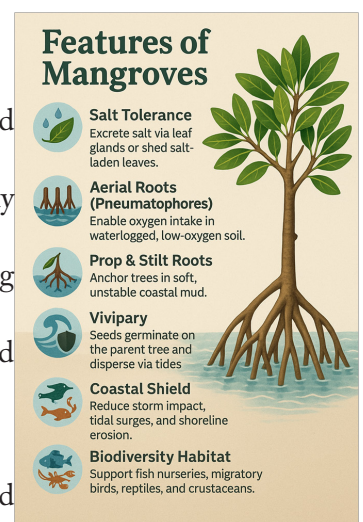 Features of
Mangroves
Salt Tolerance
Excrete salt via leaf
glands or shed salt-
laden leaves.
Aerial Roots
(Pneumatophores)
Enable oxygen intake in
waterlogged, low-oxygen soil.
Prop & Stilt Roots
Anchor trees in soft,
unstable coastal mud.
Vivipary
Seeds germinate on
the parent tree and
disperse via tides
Coastal Shield
Reduce storm impact,
tidal surges, and shoreline
erosion.
Biodiversity Habitat
Support fish nurseries, migratory
birds, reptiles, and crustaceans.